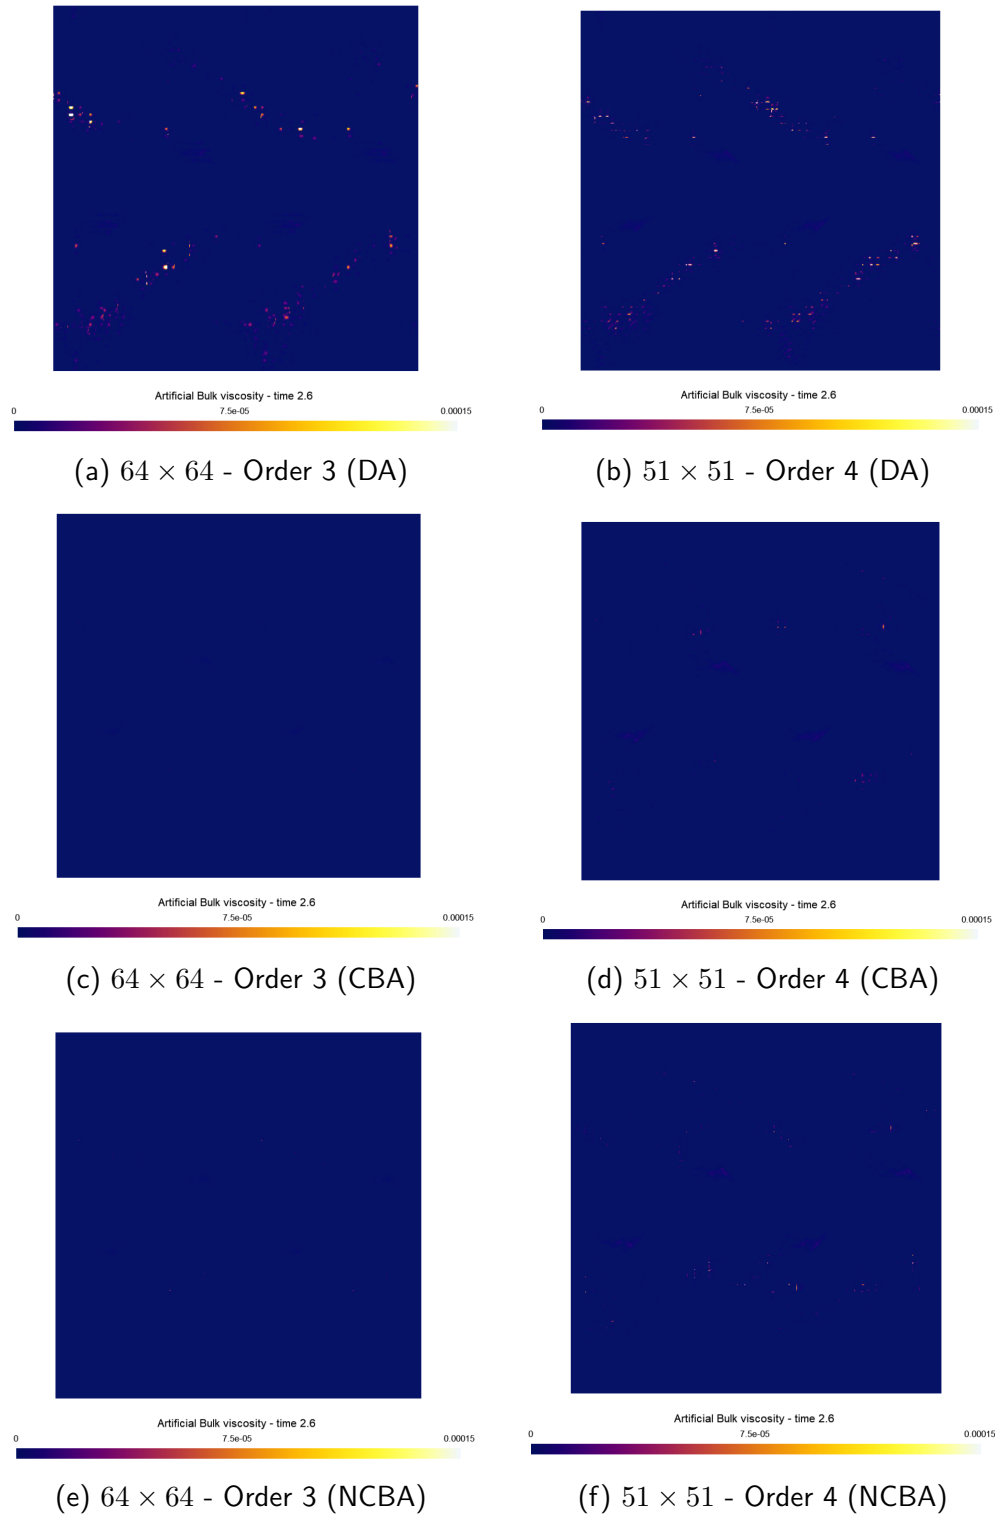 Artificial Bulk viscosity - time 2.6
0 7.5e-05 0.00015
(a) 64 × 64 - Order 3 (DA)
Artificial Bulk viscosity - time 2.6
0 7.5e-05 0.00015
(b) 51 × 51 - Order 4 (DA)
Artificial Bulk viscosity - time 2.6
0 7.5e-05 0.00015
(c) 64 × 64 - Order 3 (CBA)
Artificial Bulk viscosity - time 2.6
0 7.5e-05 0.00015
(d) 51 × 51 - Order 4 (CBA)
Artificial Bulk viscosity - time 2.6
0 7.5e-05 0.00015
(e) 64 × 64 - Order 3 (NCBA)
Artificial Bulk viscosity - time 2.6
0 7.5e-05 0.00015
(f) 51 × 51 - Order 4 (NCBA)